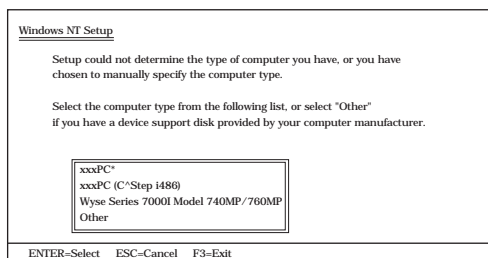 Windows NT Setup
Setup could not determine the type of computer you have, or you have
chosen to manually specify the computer type.
Select the computer type from the following list, or select "Other"
if you have a device support disk provided by your computer manufacturer.
xxxPC*
xxxPC (C^Step i486)
Wyse Series 7000I Model 740MP/760MP
Other
ENTER=Select ESC=Cancel F3=Exit